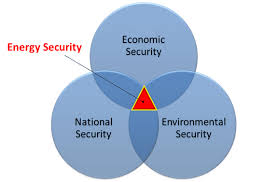 Economic
Security
Energy Security
National
Security
Environmental
Security